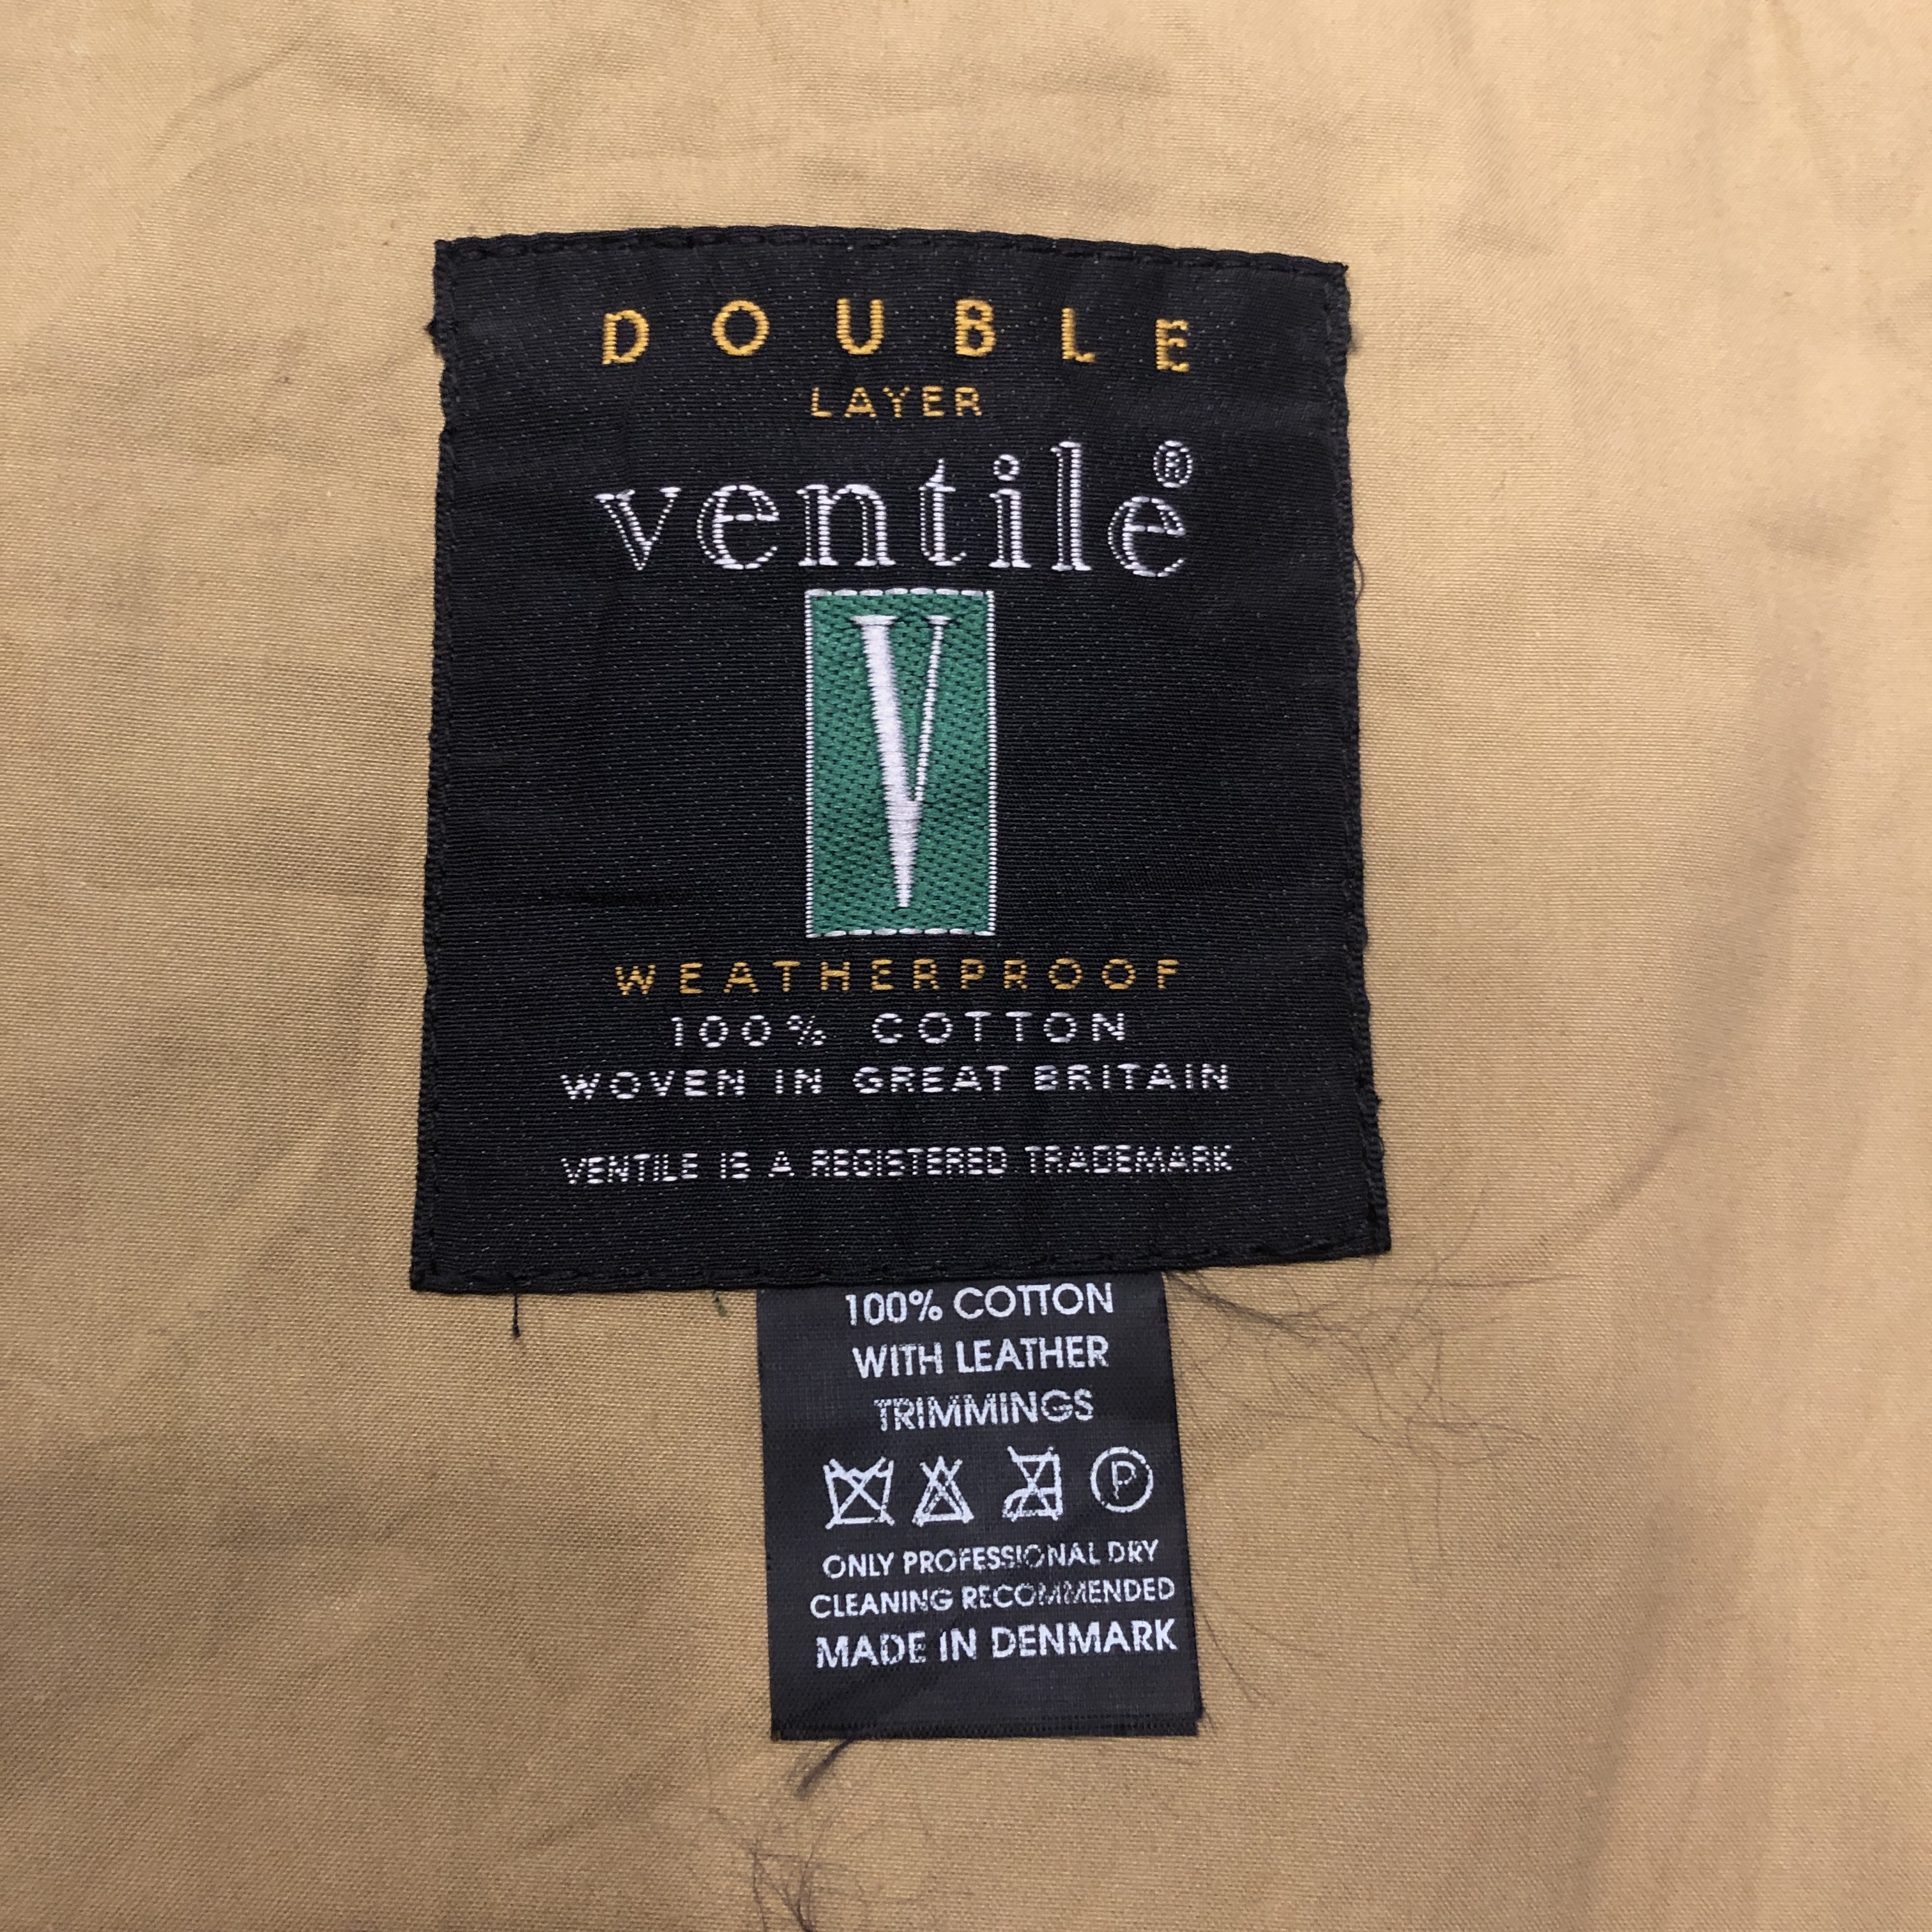 DOUBLE
LAYER
ventile®
V
WEATHERPROOF
100% COTTON
WOVEN IN GREAT BRITAIN
VENTILE IS A REGISTERED TRADEMARK
100% COTTON
WITH LEATHER
TRIMMINGS
P
ONLY PROFESSIONAL DRY
CLEANING RECOMMENDED
MADE IN DENMARK